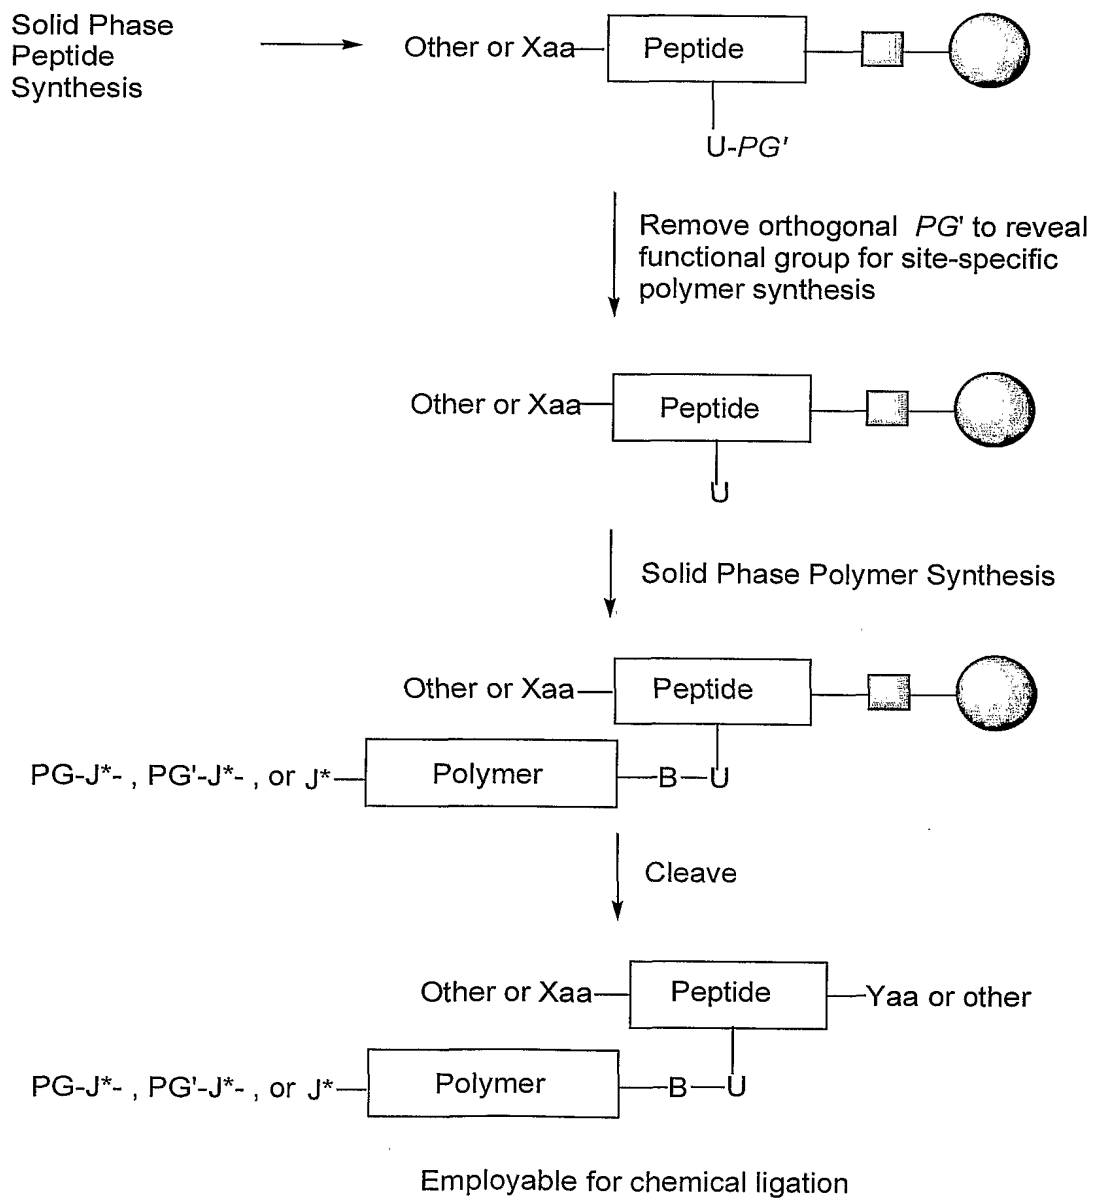 Solid Phase
Peptide
Synthesis
Other or Xaa
Peptide
U-PG'
Remove orthogonal PG' to reveal
functional group for site-specific
polymer synthesis
Other or Xaa
Peptide
U
Solid Phase Polymer Synthesis
Other or Xaa
Peptide
PG-J*- , PG'-J*- , or J*
Polymer
B
U
Cleave
Other or Xaa
Peptide
Yaa or other
PG-J*- , PG'-J*- , or J*
Polymer
B
U
Employable for chemical ligation